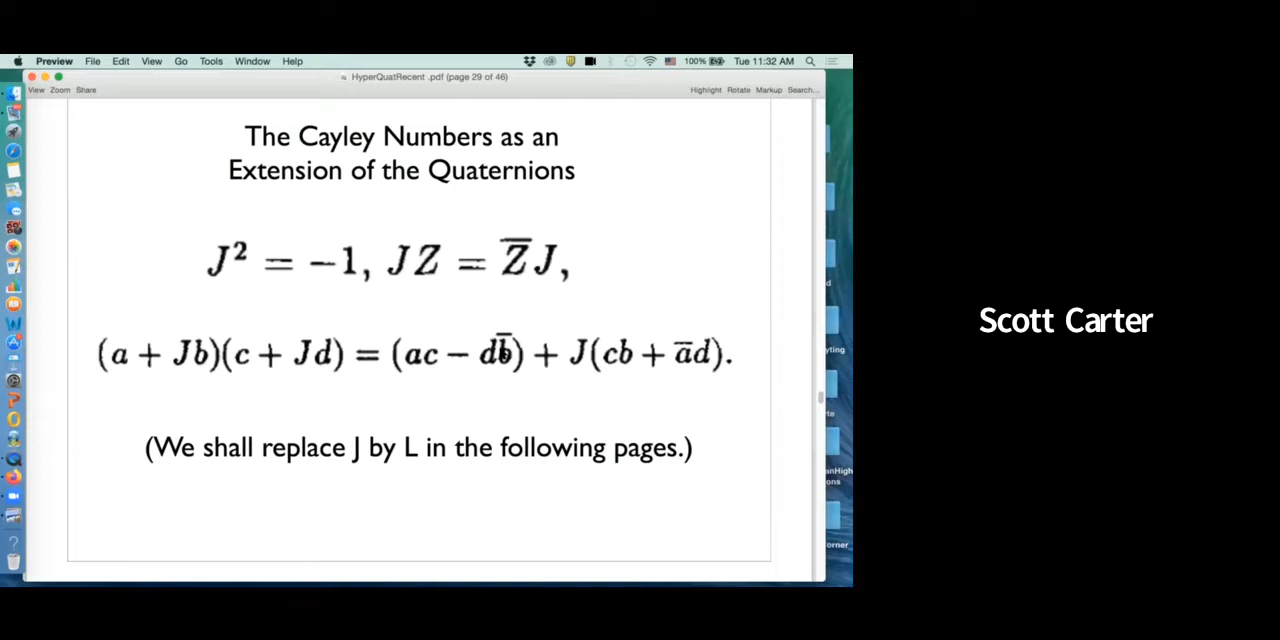 Preview File Edit View Go Tools Window Help 100% Tue 11:32 AM
HyperQuatRecent .pdf (page 29 of 46)
View Zoom Share Highlight Rotate Markup Search...
The Cayley Numbers as an
Extension of the Quaternions
J² = −1, JZ = Z̅J,
(a + Jb)(c + Jd) = (ac − db̅) + J(cb + a̅d).
(We shall replace J by L in the following pages.)
Scott Carter